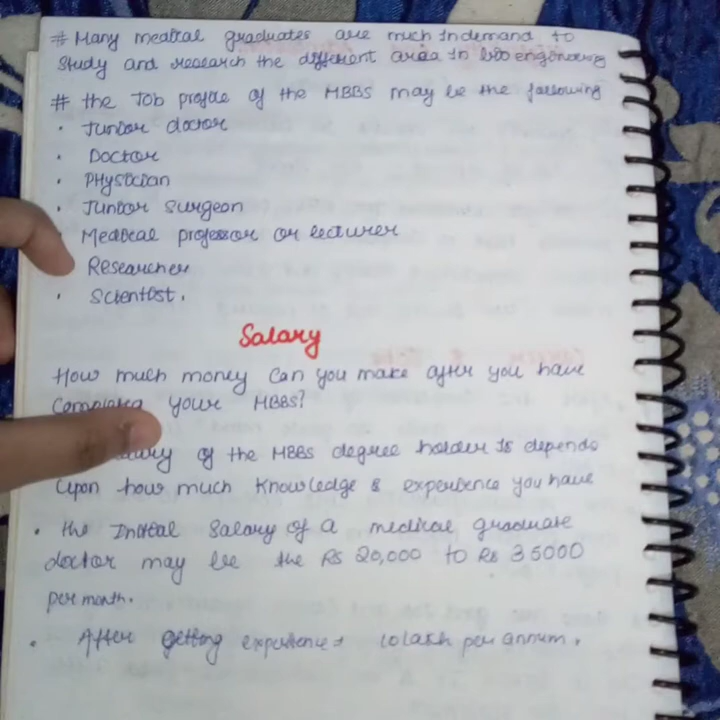 # Many medical graduates are much Indemand to
Study and research the different area In bio engineering
# the Job profile of the MBBS may be the following
· Junior doctor
· Doctor
· Physician
· Junior Surgeon
Medical professor or lecturer
Researcher
· Scientist.
Salary
How much money can you make after you have
Completed your MBBS?
of the MBBS degree holder Is depends
Upon how much Knowledge & experience you have
· the Initial Salary of a medical graduate
doctor may be the Rs 20,000 to Rs 35000
per month.
· After getting experience → 10 lakh per annum.